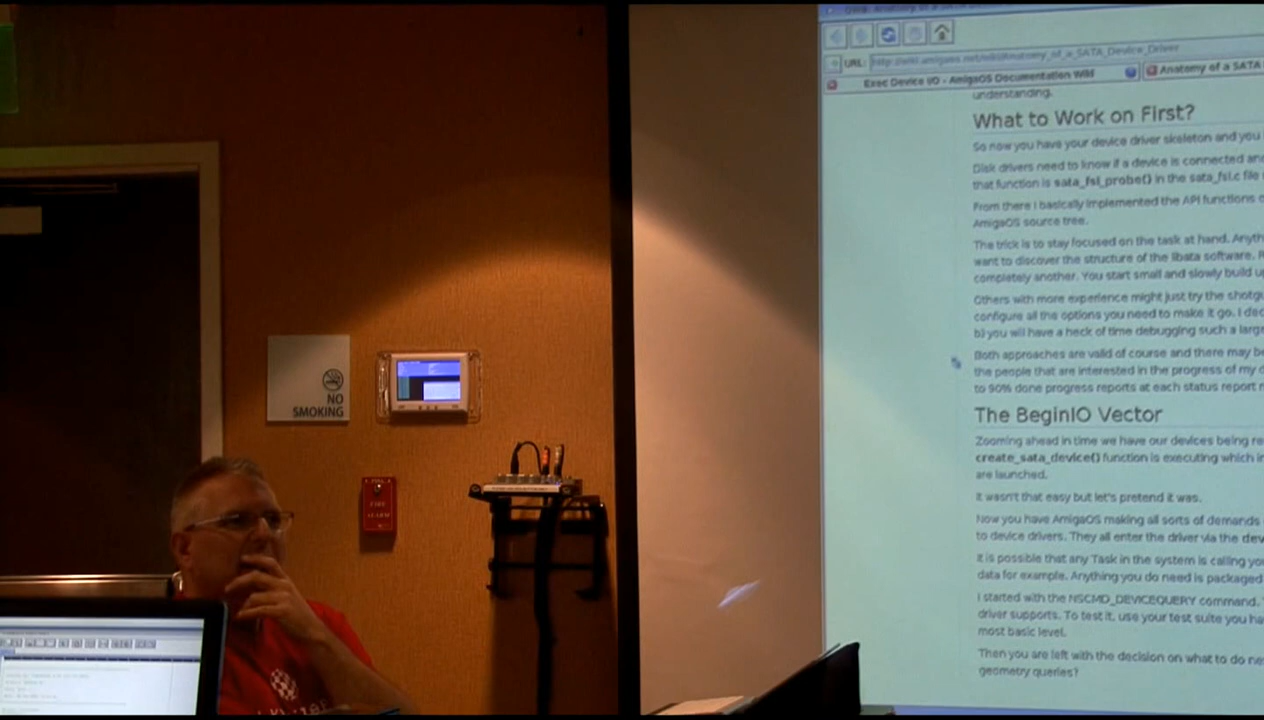 URL: http://wiki.amigaos.net/wiki/Anatomy_of_a_SATA_Device_Driver
Exec Device I/O - AmigaOS Documentation Wiki
Anatomy of a SATA
understanding.
What to Work on First?
So now you have your device driver skeleton and you
Disk drivers need to know if a device is connected and
that function is sata_fsl_probe() in the sata_fsl.c file
From there I basically implemented the API functions
AmigaOS source tree.
The trick is to stay focused on the task at hand. Anyth
want to discover the structure of the libata software.
completely another. You start small and slowly build u
Others with more experience might just try the shotgu
configure all the options you need to make it go. I dec
b) you will have a heck of time debugging such a large
Both approaches are valid of course and there may be
the people that are interested in the progress of my d
to 90% done progress reports at each status report
The BeginIO Vector
Zooming ahead in time we have our devices being re
create_sata_device() function is executing which in
are launched.
It wasn't that easy but let's pretend it was.
Now you have AmigaOS making all sorts of demands
to device drivers. They all enter the driver via the dev
It is possible that any Task in the system is calling you
data for example. Anything you do need is packaged
I started with the NSCMD_DEVICEQUERY command.
driver supports. To test it, use your test suite you ha
most basic level.
Then you are left with the decision on what to do ne
geometry queries?
NO
SMOKING
FIRE
ALARM